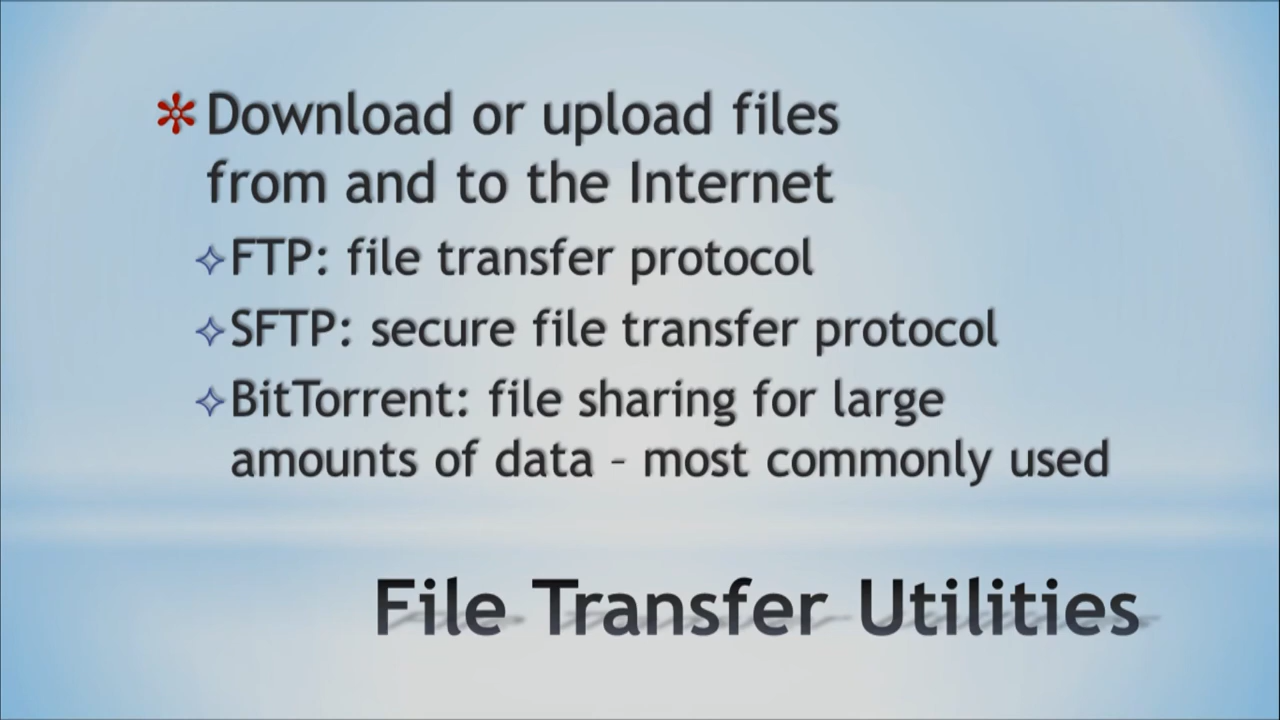 Download or upload files
from and to the Internet
FTP: file transfer protocol
SFTP: secure file transfer protocol
BitTorrent: file sharing for large
amounts of data – most commonly used
File Transfer Utilities